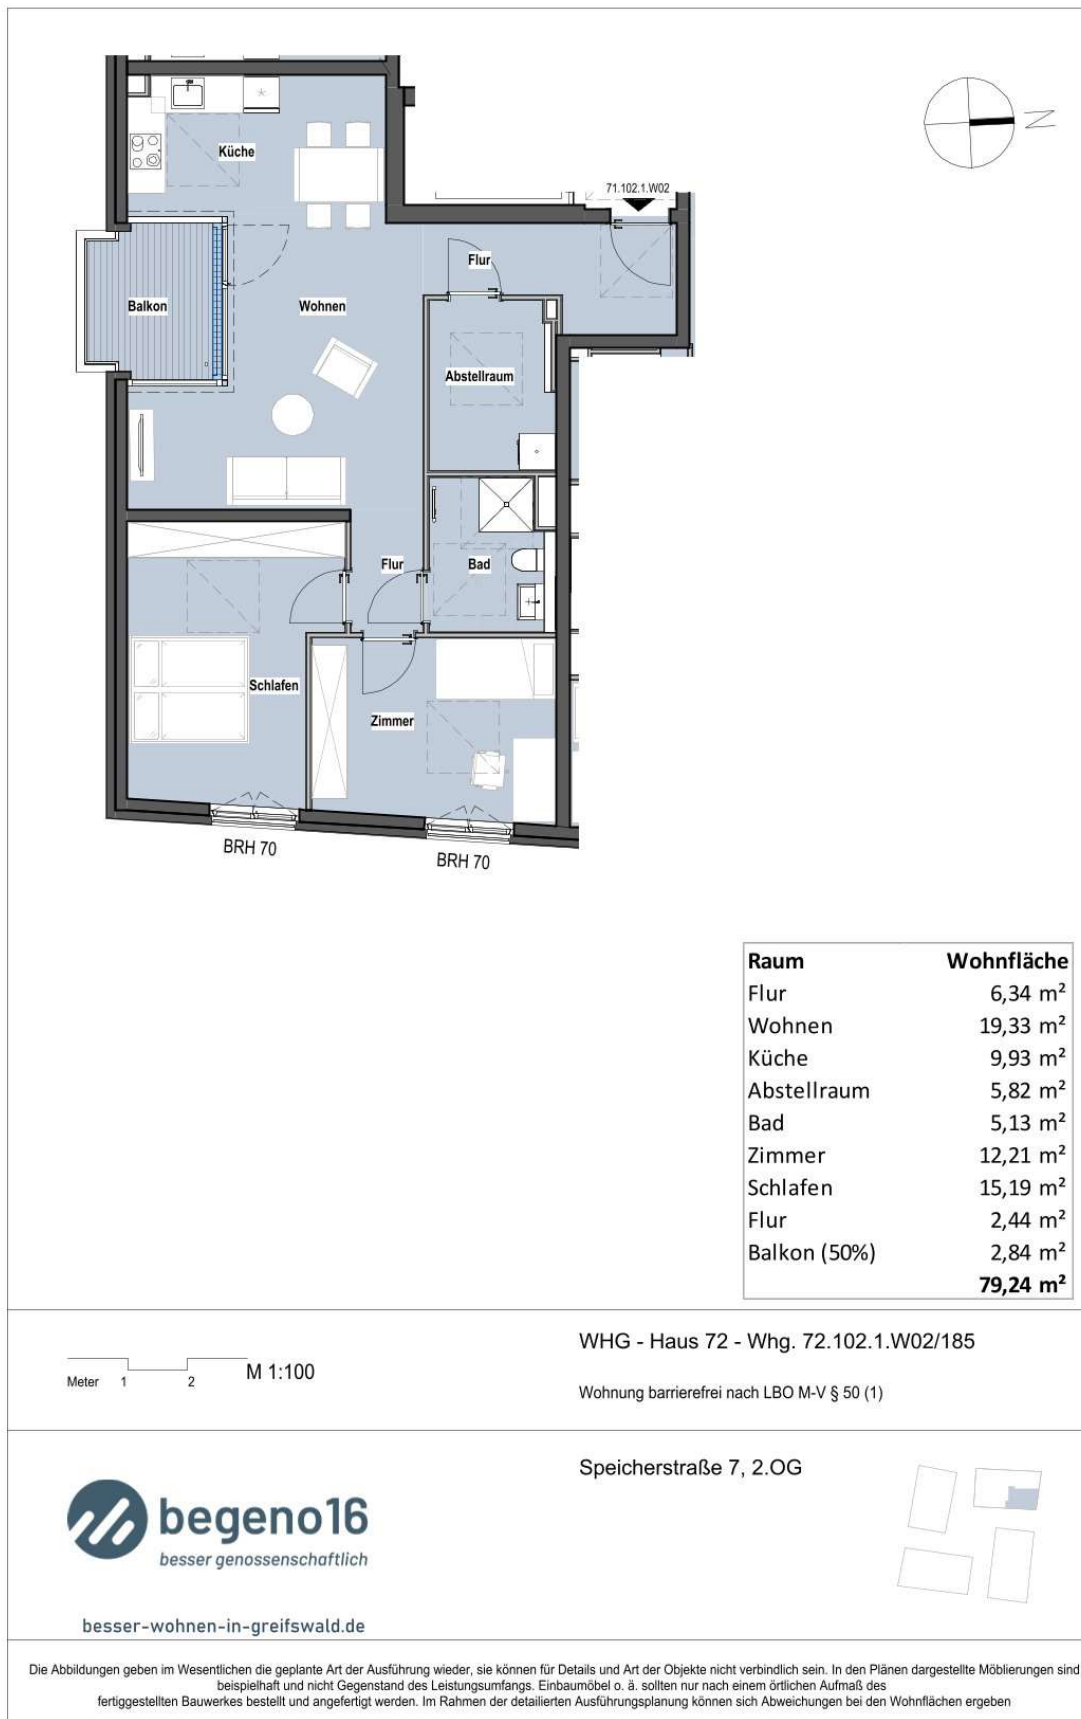 Küche
N
71.102.1.W02
Flur
Balkon
Wohnen
Abstellraum
Flur
Bad
Schlafen
Zimmer
BRH 70
BRH 70
Raum Wohnfläche
Flur 6,34 m²
Wohnen 19,33 m²
Küche 9,93 m²
Abstellraum 5,82 m²
Bad 5,13 m²
Zimmer 12,21 m²
Schlafen 15,19 m²
Flur 2,44 m²
Balkon (50%) 2,84 m²
79,24 m²
Meter 1 2 M 1:100
WHG - Haus 72 - Whg. 72.102.1.W02/185
Wohnung barrierefrei nach LBO M-V § 50 (1)
Speicherstraße 7, 2.OG
begeno16
besser genossenschaftlich
besser-wohnen-in-greifswald.de
Die Abbildungen geben im Wesentlichen die geplante Art der Ausführung wieder, sie können für Details und Art der Objekte nicht verbindlich sein. In den Plänen dargestellte Möblierungen sind
beispielhaft und nicht Gegenstand des Leistungsumfangs. Einbaumöbel o. ä. sollten nur nach einem örtlichen Aufmaß des
fertiggestellten Bauwerkes bestellt und angefertigt werden. Im Rahmen der detailierten Ausführungsplanung können sich Abweichungen bei den Wohnflächen ergeben